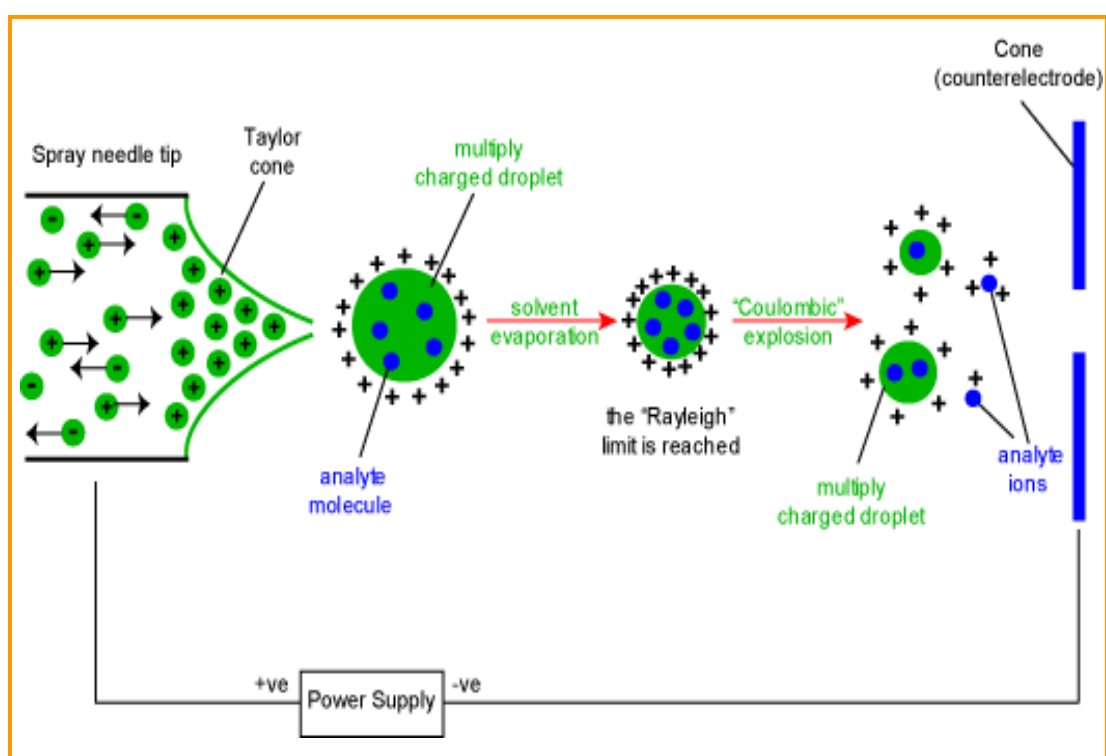 Cone
(counterelectrode)
Taylor
cone
Spray needle tip
multiply
charged droplet
solvent
evaporation
"Coulombic"
explosion
the "Rayleigh"
limit is reached
analyte
molecule
analyte
ions
multiply
charged droplet
+ve
Power Supply
-ve